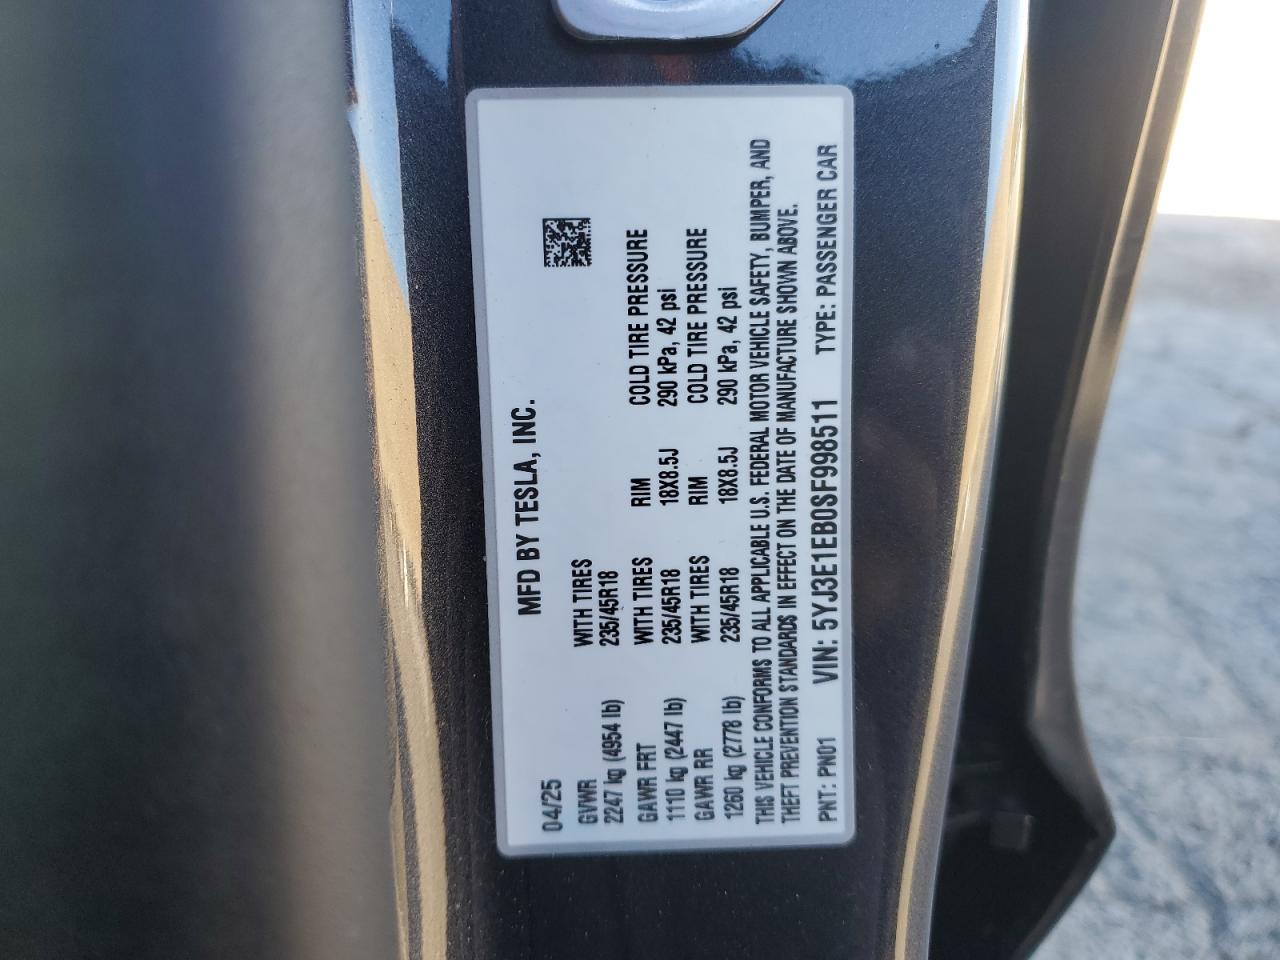 04/25 MFD BY TESLA, INC.
GVWR WITH TIRES
2247 kg (4954 lb) 235/45R18
GAWR FRT WITH TIRES RIM COLD TIRE PRESSURE
1110 kg (2447 lb) 235/45R18 18X8.5J 290 kPa, 42 psi
GAWR RR WITH TIRES RIM COLD TIRE PRESSURE
1260 kg (2778 lb) 235/45R18 18X8.5J 290 kPa, 42 psi
THIS VEHICLE CONFORMS TO ALL APPLICABLE U.S. FEDERAL MOTOR VEHICLE SAFETY, BUMPER, AND
THEFT PREVENTION STANDARDS IN EFFECT ON THE DATE OF MANUFACTURE SHOWN ABOVE.
PNT: PN01 VIN: 5YJ3E1EB0SF998511 TYPE: PASSENGER CAR